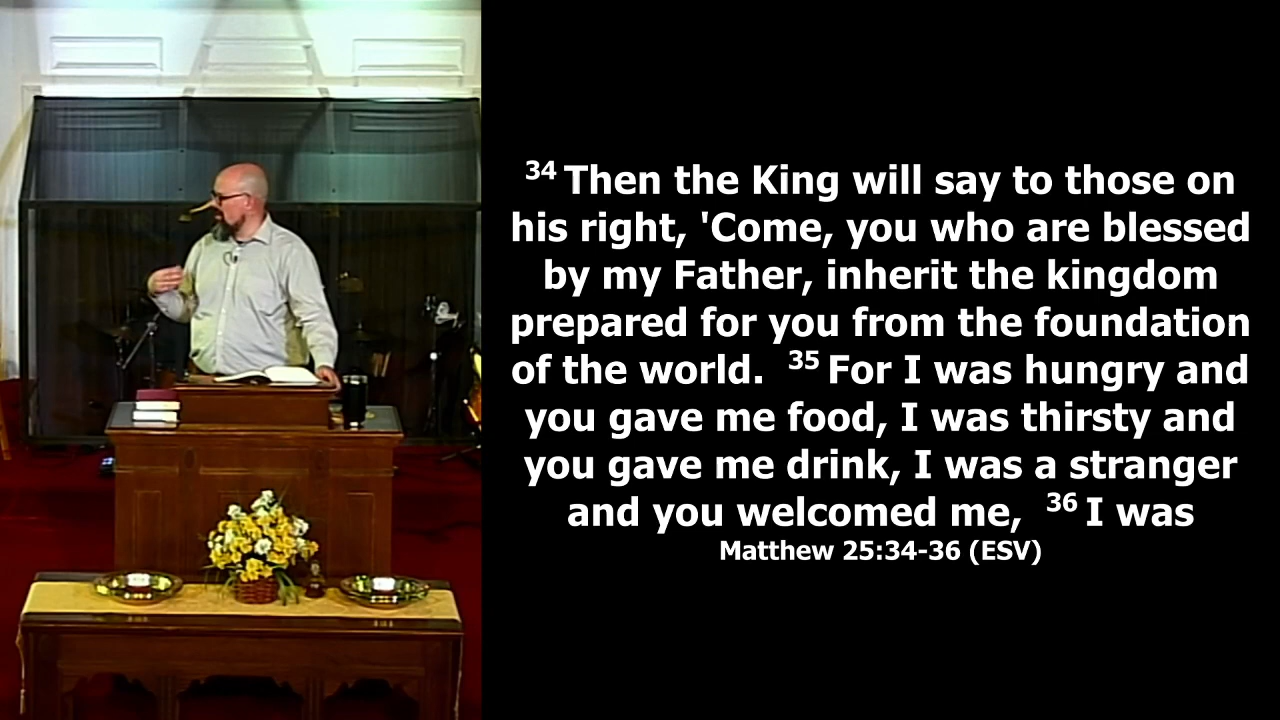 34 Then the King will say to those on
his right, 'Come, you who are blessed
by my Father, inherit the kingdom
prepared for you from the foundation
of the world. 35 For I was hungry and
you gave me food, I was thirsty and
you gave me drink, I was a stranger
and you welcomed me, 36 I was
Matthew 25:34-36 (ESV)